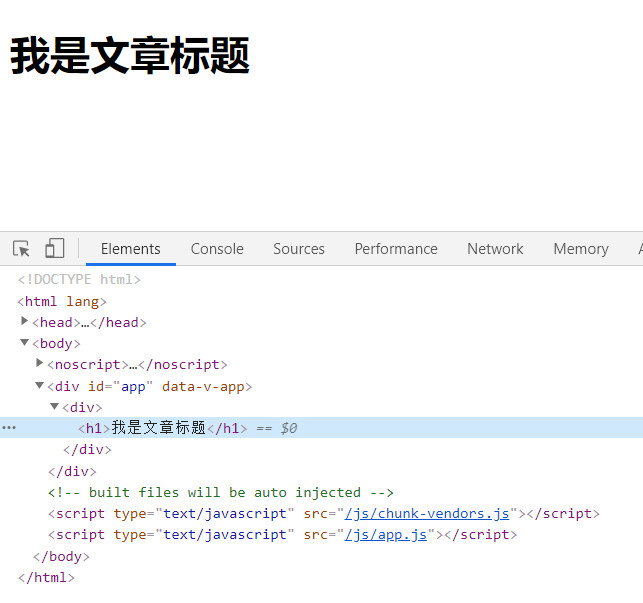 我是文章标题
Elements Console Sources Performance Network Memory
<!DOCTYPE html>
<html lang>
<head>…</head>
<body>
<noscript>…</noscript>
<div id="app" data-v-app>
<div>
<h1>我是文章标题</h1> == $0
</div>
</div>
<!-- built files will be auto injected -->
<script type="text/javascript" src="/js/chunk-vendors.js"></script>
<script type="text/javascript" src="/js/app.js"></script>
</body>
</html>